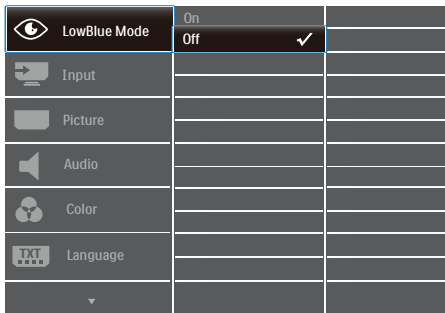 LowBlue Mode
On
Off
Input
Picture
Audio
Color
TXT
Language